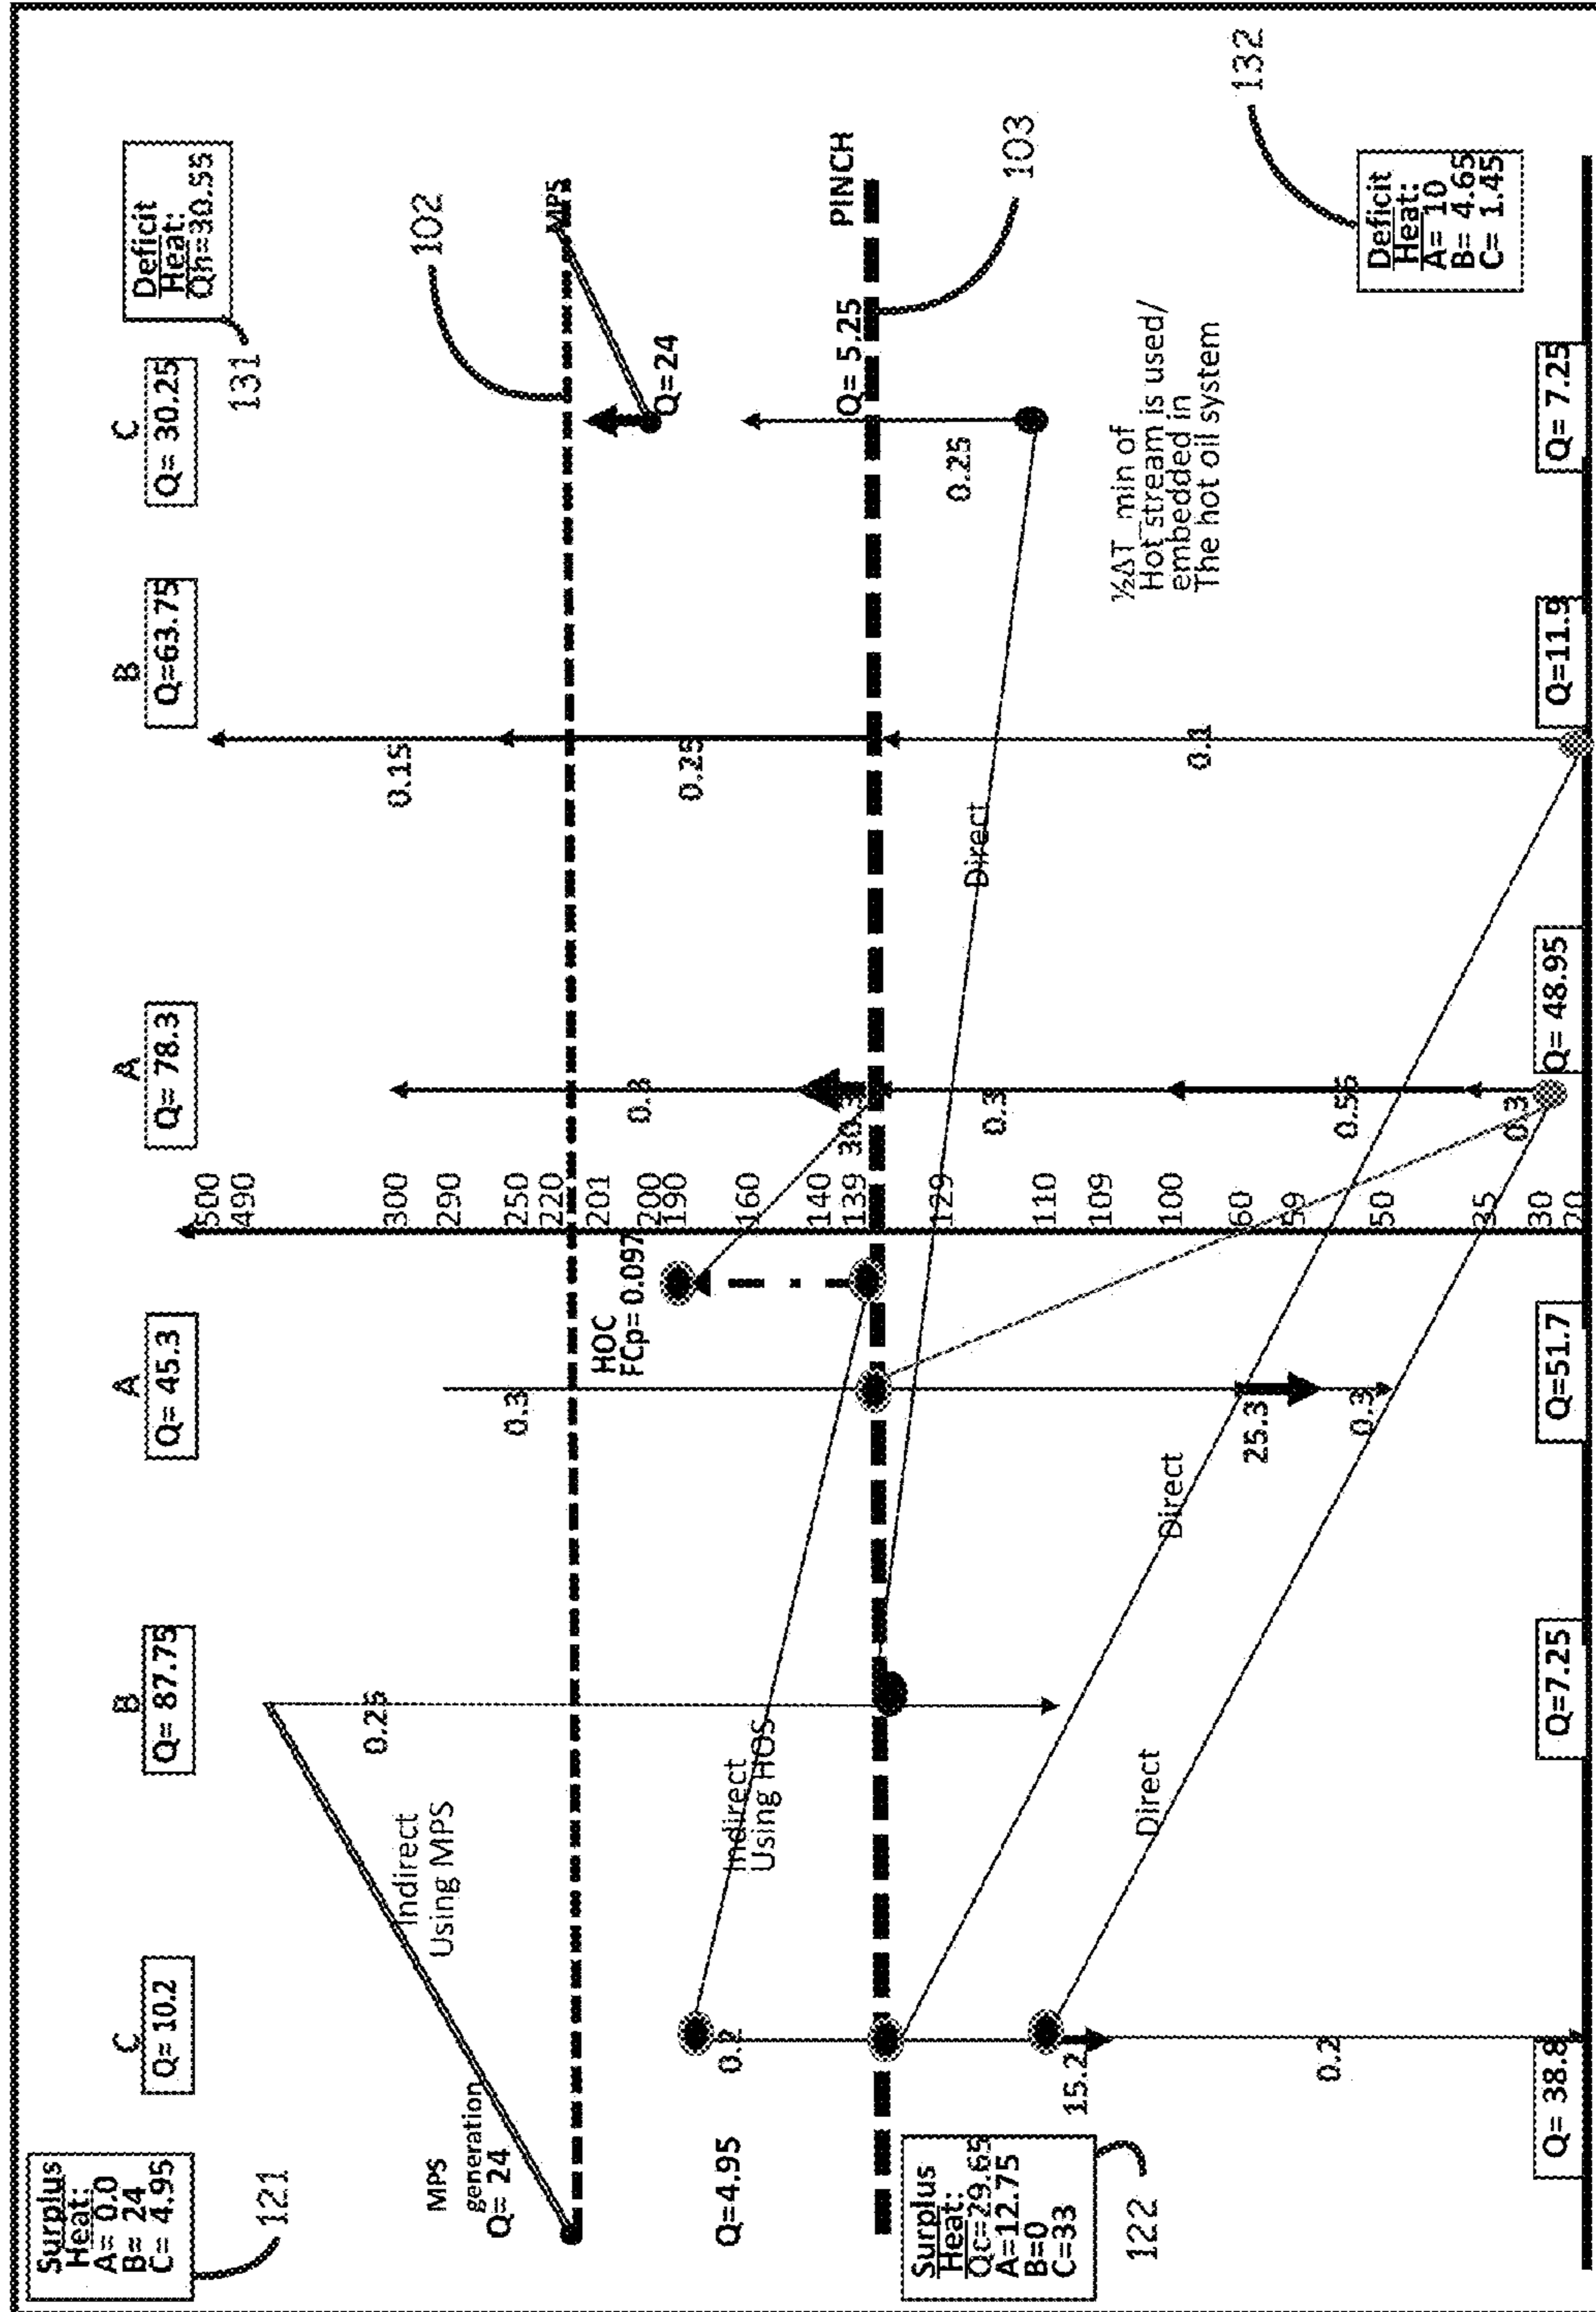 Surplus
Heat:
A= 0.0
B= 24
C= 4.95
121
C
Q= 10.2
B
Q= 87.75
A
Q= 45.3
A
Q= 78.3
B
Q=63.75
C
Q= 30.25
131
Deficit
Heat:
Qh=30.55
500
490
300
290
250
220
201
200
190
160
140
139
129
110
109
100
60
59
50
35
30
20
MPS
generation
Q= 24
Indirect
Using MPS
0.25
0.3
HOC
FCp= 0.097
0.3
0.15
0.25
102
MPS
Q=24
Q=4.95
0.2
Indirect
Using HOS
30.3
Q= 5.25
PINCH
103
Surplus
Heat:
Qc=29.65
A=12.75
B=0
C=33
122
15.2
0.2
Direct
Direct
25.3
0.3
0.3
0.55
0.3
Direct
0.1
0.25
½ΔT_min of
Hot stream is used/
embedded in
The hot oil system
132
Deficit
Heat:
A= 10
B= 4.65
C= 1.45
Q= 38.8
Q=7.25
Q=51.7
Q= 48.95
Q=11.9
Q= 7.25